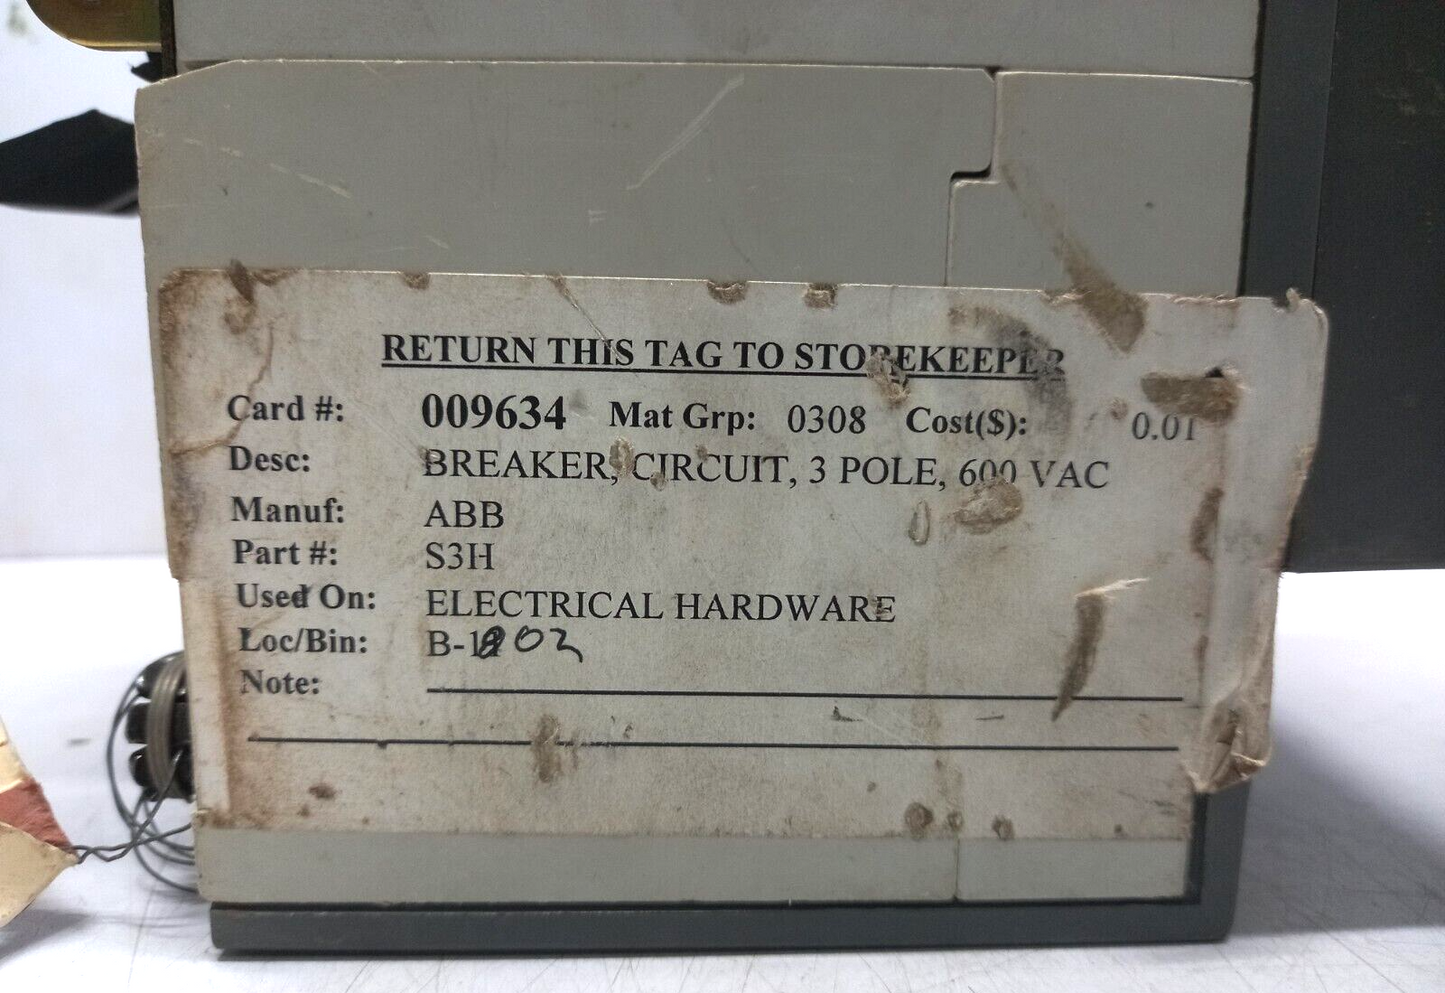 RETURN THIS TAG TO STOREKEEPER
Card #: 009634 Mat Grp: 0308 Cost($): 0.01
Desc: BREAKER, CIRCUIT, 3 POLE, 600 VAC
Manuf: ABB
Part #: S3H
Used On: ELECTRICAL HARDWARE
Loc/Bin:
Note: